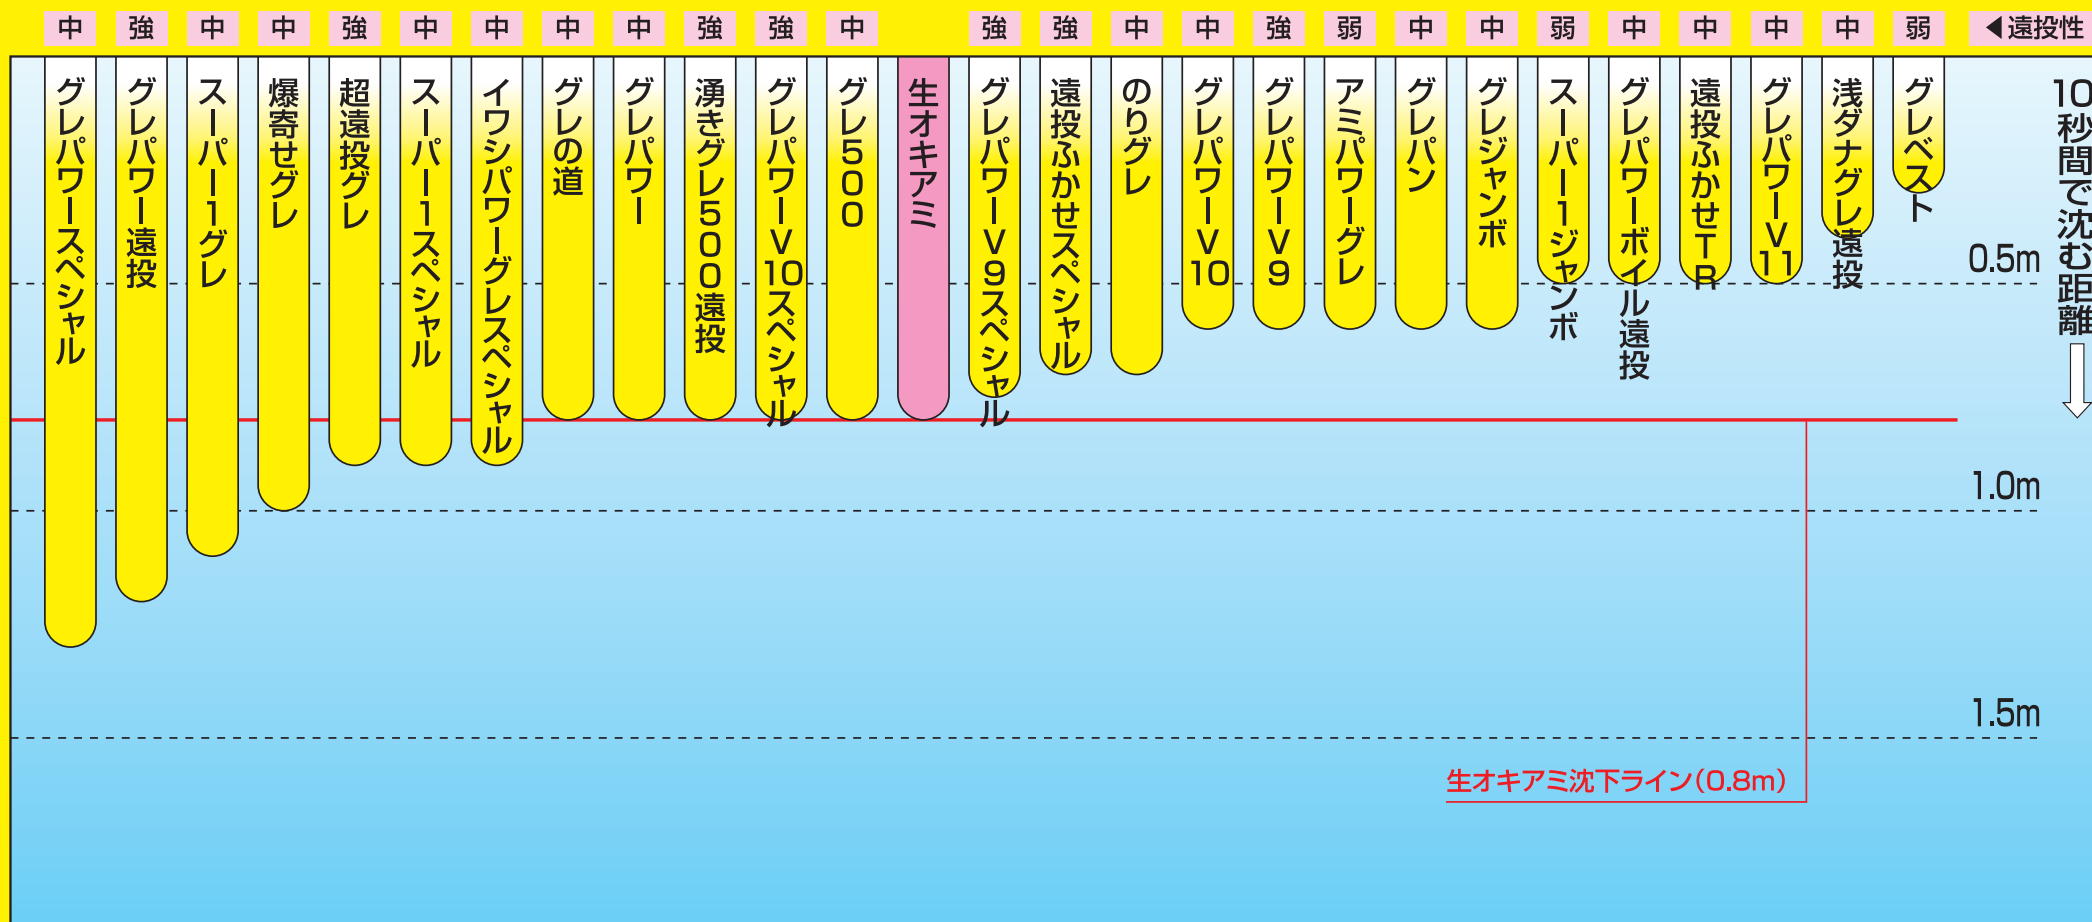 中 強 中 中 強 中 中 中 中 強 強 中 強 強 中 中 強 弱 中 中 弱 中 中 中 中 弱 ◀遠投性
グレパワースペシャル
グレパワー遠投
スーパー1グレ
爆寄せグレ
超遠投グレ
スーパー1スペシャル
イワシパワーグレスペシャル
グレの道
グレパワー
湧きグレ500遠投
グレパワーV10スペシャル
グレ500
生オキアミ
グレパワーV9スペシャル
遠投ふかせスペシャル
のりグレ
グレパワーV10
グレパワーV9
アミパワーグレ
グレパン
グレジャンボ
スーパー1ジャンボ
グレパワーボイル遠投
遠投ふかせTR
グレパワーV11
浅ダナグレ遠投
グレベスト
10秒間で沈む距離
0.5m
1.0m
1.5m
生オキアミ沈下ライン(0.8m)